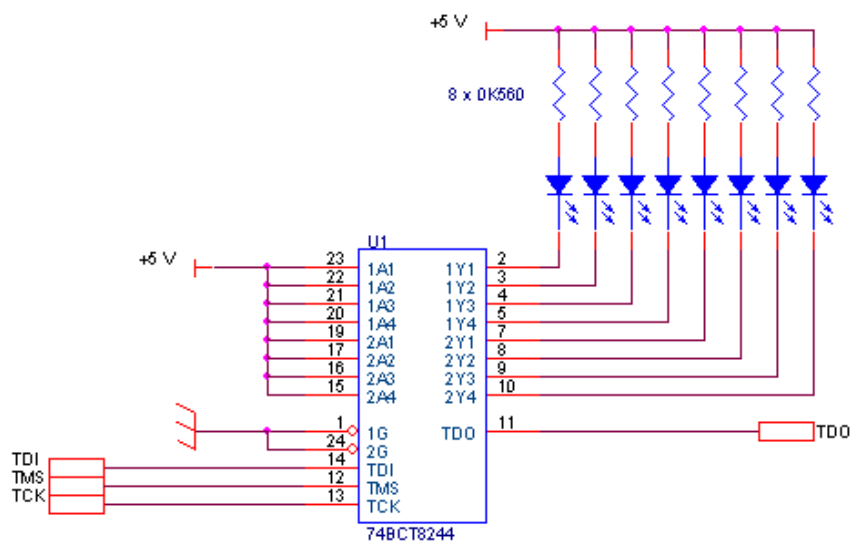 +5 V
8 x 0K560
U1
+5 V
23 1A1 1Y1 2
22 1A2 1Y2 3
21 1A3 1Y3 4
20 1A4 1Y4 5
19 2A1 2Y1 7
17 2A2 2Y2 8
16 2A3 2Y3 9
15 2A4 2Y4 10
1 1G TDO 11 TDO
24 2G
TDI 14 TDI
TMS 12 TMS
TCK 13 TCK
74BCT8244